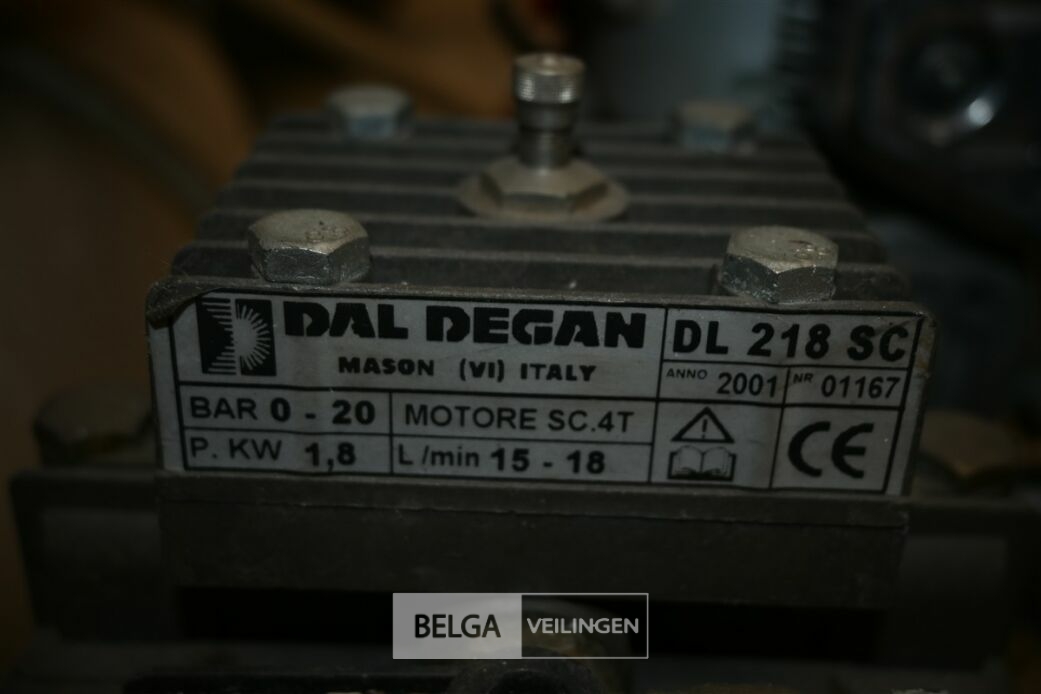 DAL DEGAN
MASON (VI) ITALY
DL 218 SC
ANNO 2001 NR 01167
BAR 0 - 20 MOTORE SC.4T
P. KW 1,8 L/min 15 - 18
CE
BELGA VEILINGEN